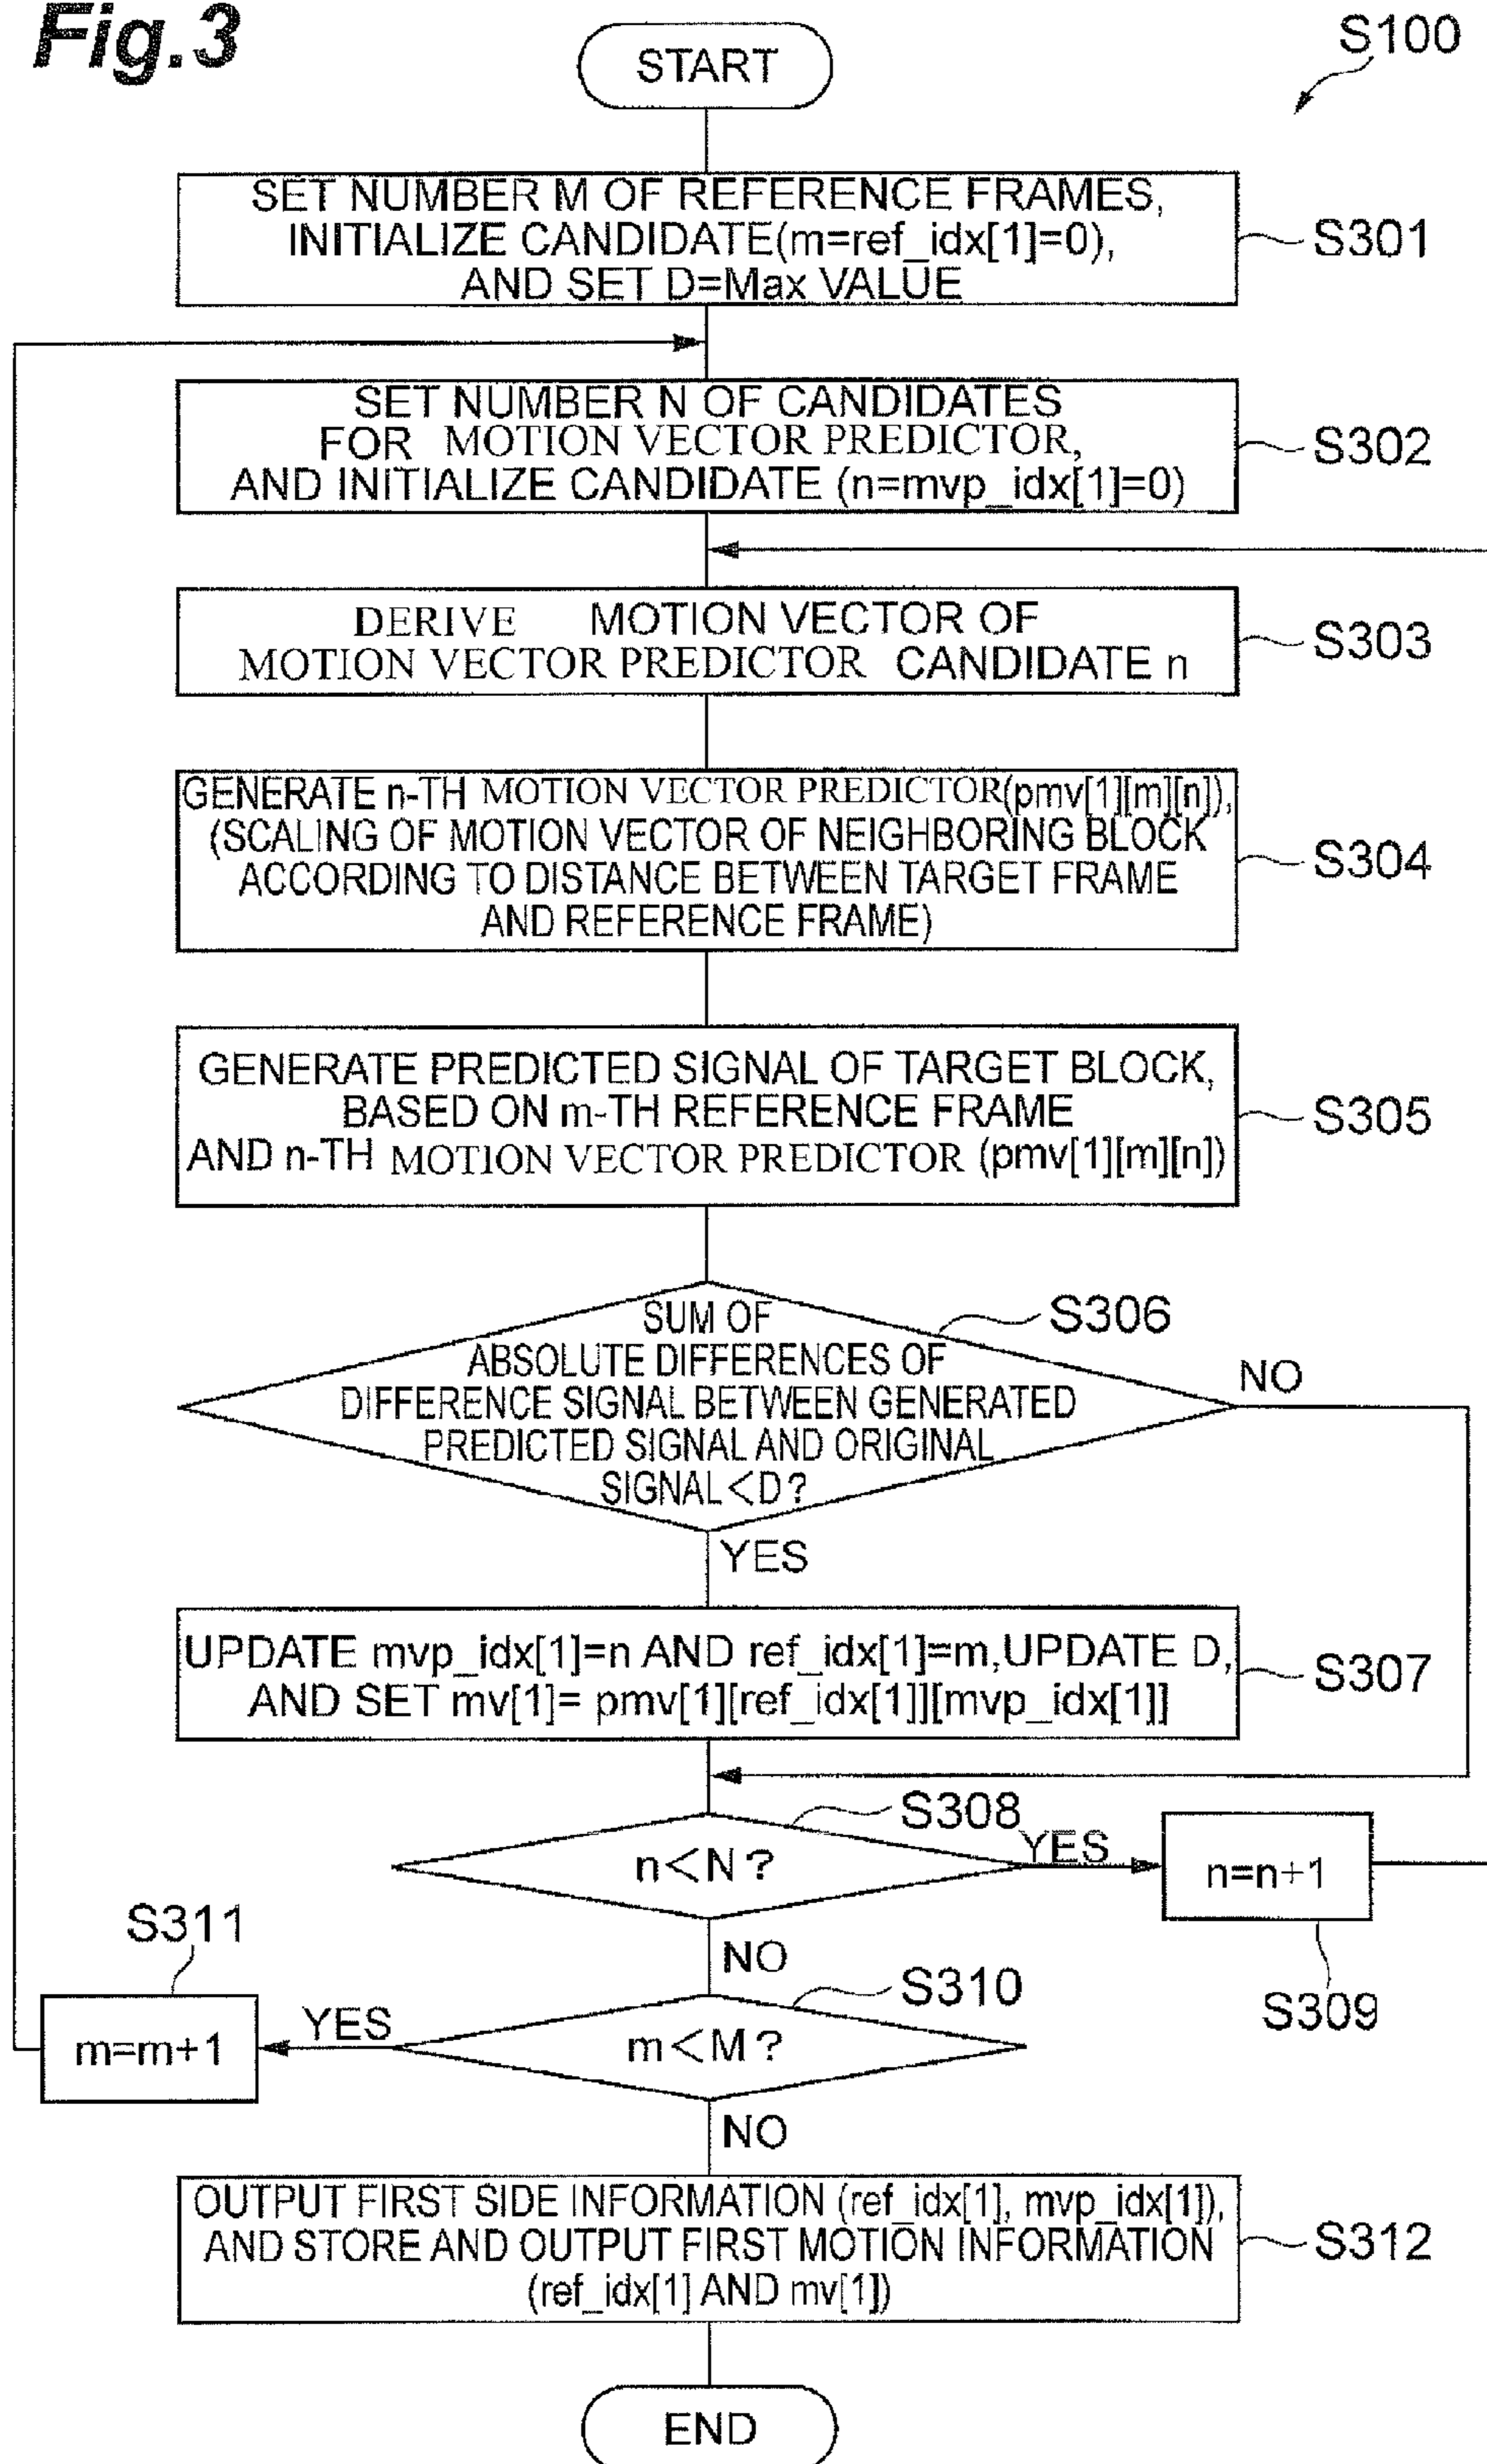 Fig.3
S100
START
SET NUMBER M OF REFERENCE FRAMES,
INITIALIZE CANDIDATE(m=ref_idx[1]=0),
AND SET D=Max VALUE
S301
SET NUMBER N OF CANDIDATES
FOR MOTION VECTOR PREDICTOR,
AND INITIALIZE CANDIDATE (n=mvp_idx[1]=0)
S302
DERIVE MOTION VECTOR OF
MOTION VECTOR PREDICTOR CANDIDATE n
S303
GENERATE n-TH MOTION VECTOR PREDICTOR(pmv[1][m][n]),
(SCALING OF MOTION VECTOR OF NEIGHBORING BLOCK
ACCORDING TO DISTANCE BETWEEN TARGET FRAME
AND REFERENCE FRAME)
S304
GENERATE PREDICTED SIGNAL OF TARGET BLOCK,
BASED ON m-TH REFERENCE FRAME
AND n-TH MOTION VECTOR PREDICTOR (pmv[1][m][n])
S305
SUM OF
ABSOLUTE DIFFERENCES OF
DIFFERENCE SIGNAL BETWEEN GENERATED
PREDICTED SIGNAL AND ORIGINAL
SIGNAL<D?
S306
NO
YES
UPDATE mvp_idx[1]=n AND ref_idx[1]=m,UPDATE D,
AND SET mv[1]= pmv[1][ref_idx[1]][mvp_idx[1]]
S307
n<N?
S308
YES
n=n+1
S309
NO
m<M?
S310
YES
m=m+1
S311
NO
OUTPUT FIRST SIDE INFORMATION (ref_idx[1], mvp_idx[1]),
AND STORE AND OUTPUT FIRST MOTION INFORMATION
(ref_idx[1] AND mv[1])
S312
END